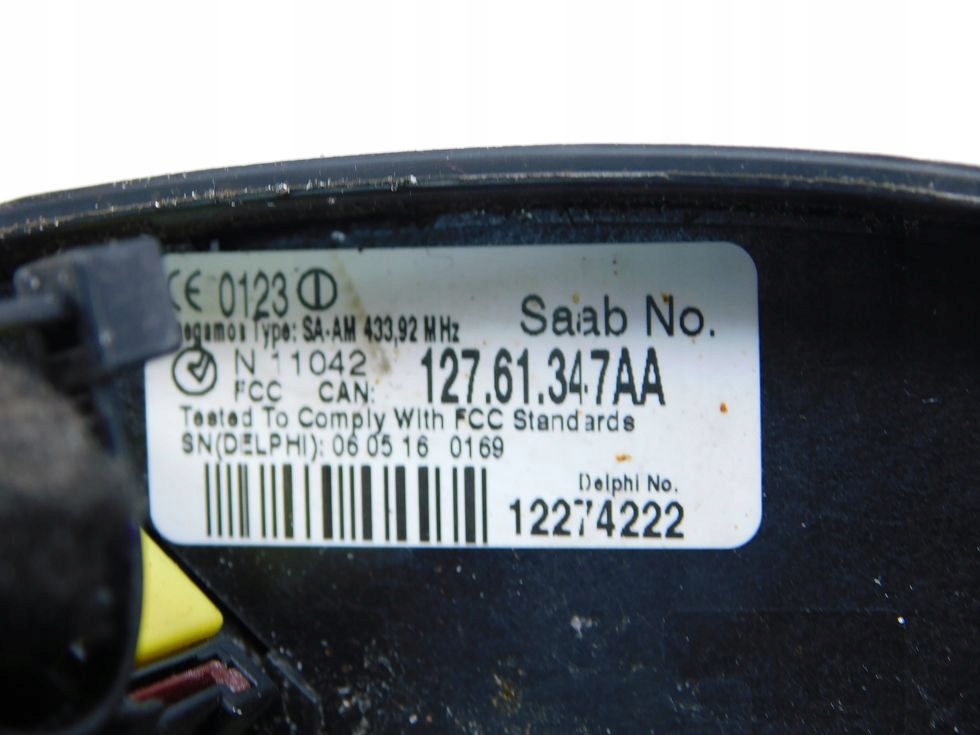 CE 0123
Type: SA-AM 433,92 MHz
Saab No.
N 11042
127.61.347AA
FCC CAN:
Tested To Comply With FCC Standards
SN(DELPHI): 06 05 16 0169
Delphi No.
12274222